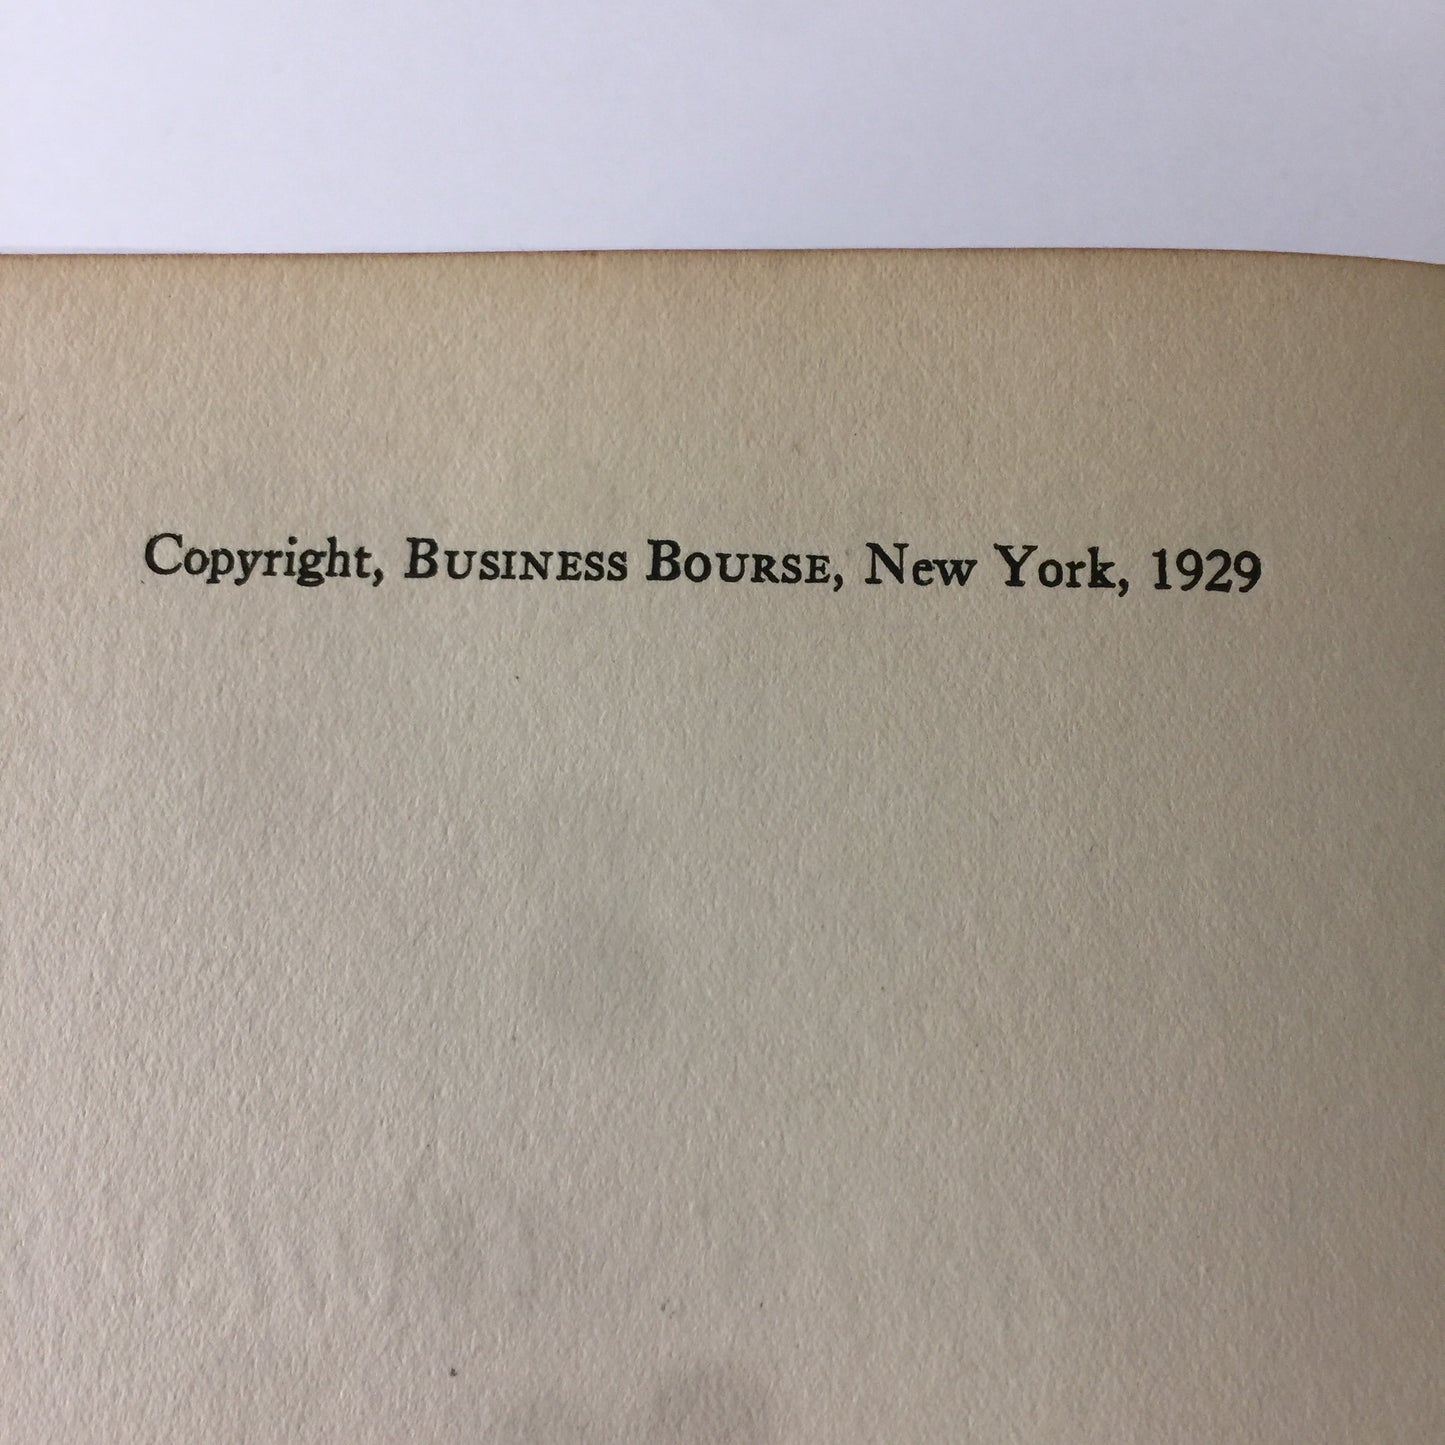 Copyright, BUSINESS BOURSE, New York, 1929